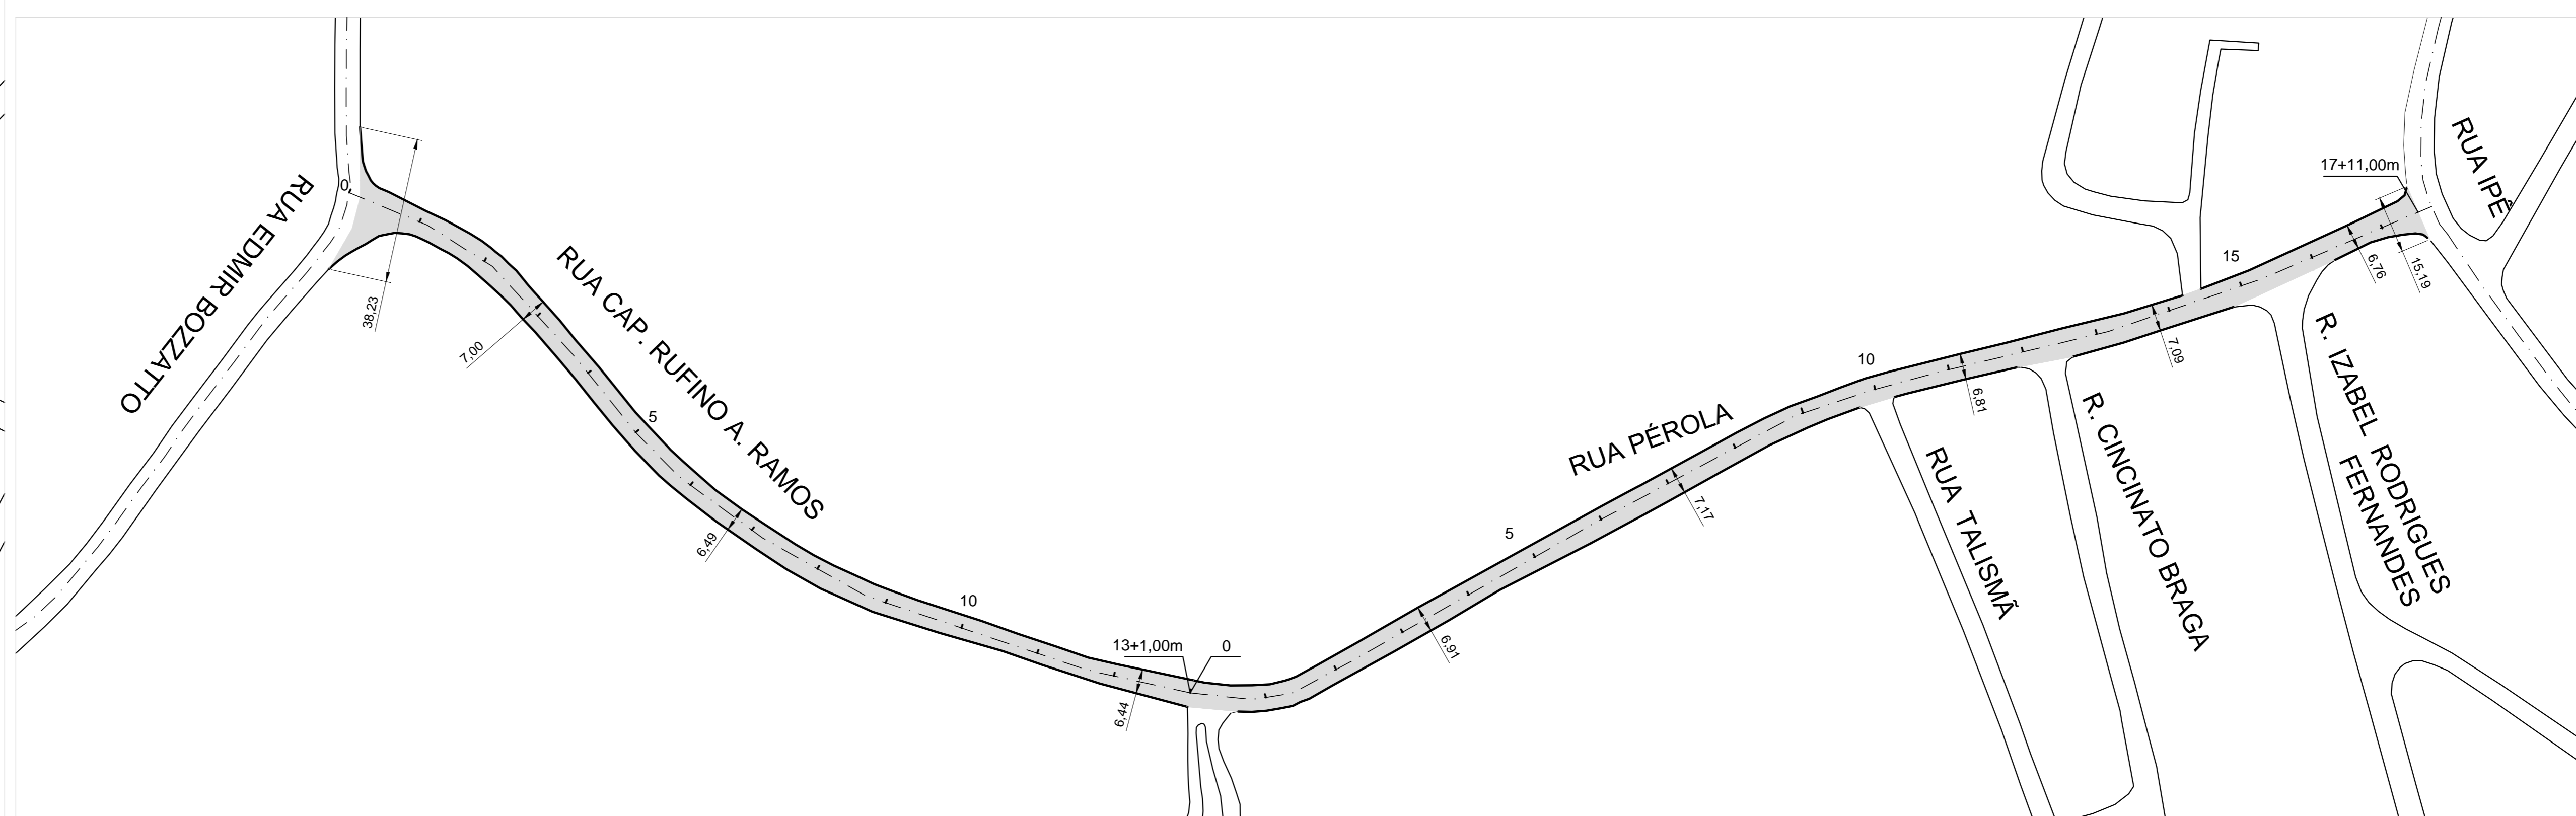 RUA EDMIR BOZZATTO
0
38,23
7,00
RUA CAP. RUFINO A. RAMOS
5
6,49
10
13+1,00m
0
6,44
6,91
5
RUA PÉROLA
7,17
10
6,81
RUA TALISMÃ
R. CINCINATO BRAGA
7,09
15
R. IZABEL RODRIGUES
FERNANDES
17+11,00m
6,76
15,19
RUA IPÊ